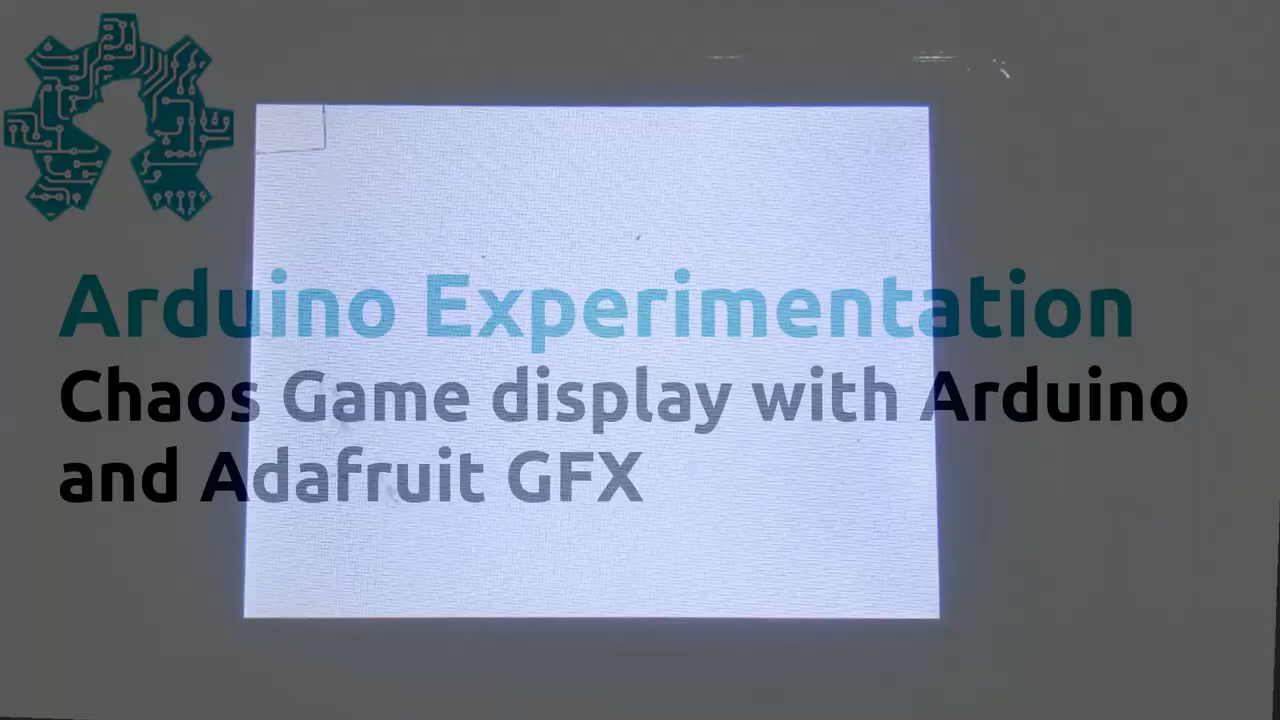 Arduino Experimentation
Chaos Game display with Arduino
and Adafruit GFX